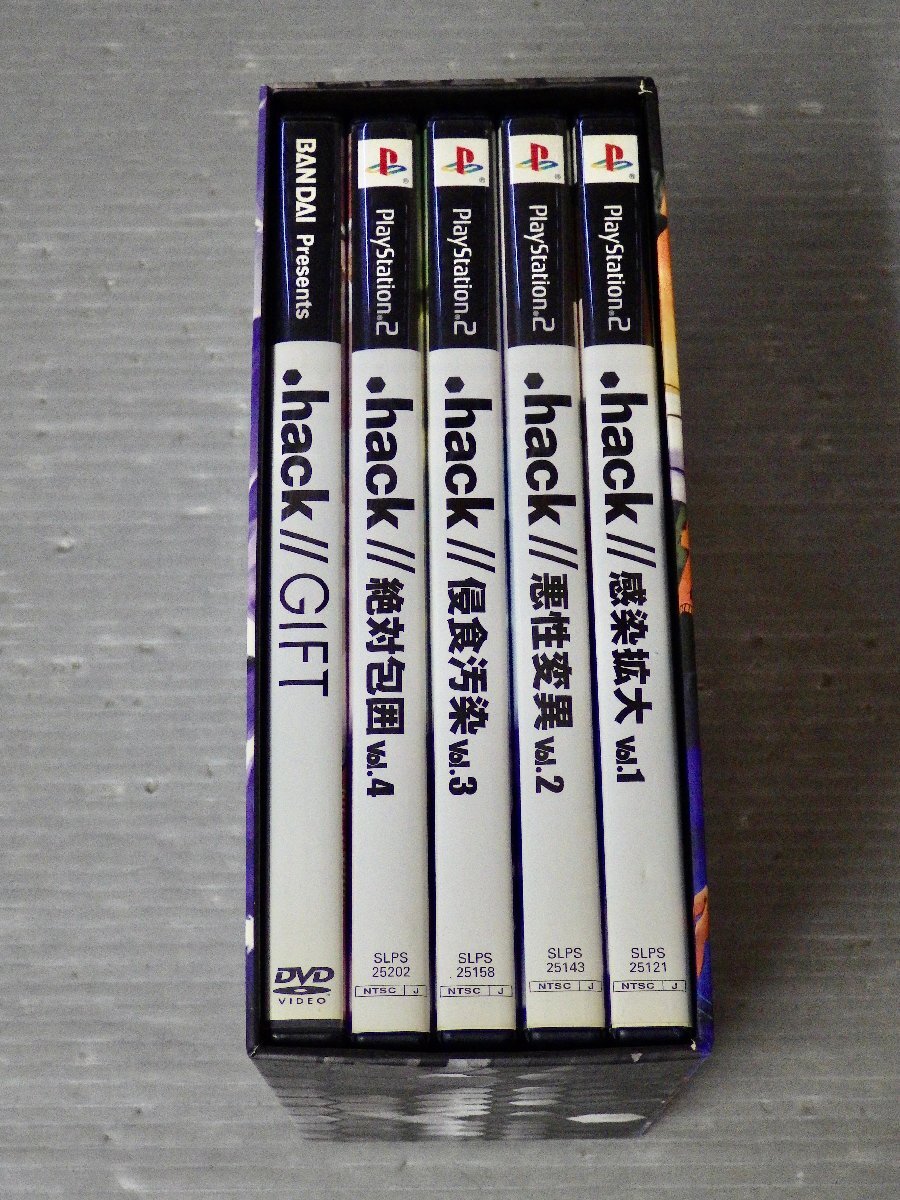 BANDAI Presents
.hack//GIFT
DVD
VIDEO
PlayStation.2
.hack//絶対包囲 Vol.4
SLPS
25202
NTSC J
PlayStation.2
.hack//侵食汚染 Vol.3
SLPS
25158
NTSC J
PlayStation.2
.hack//悪性変異 Vol.2
SLPS
25143
NTSC J
PlayStation.2
.hack//感染拡大 Vol.1
SLPS
25121
NTSC J